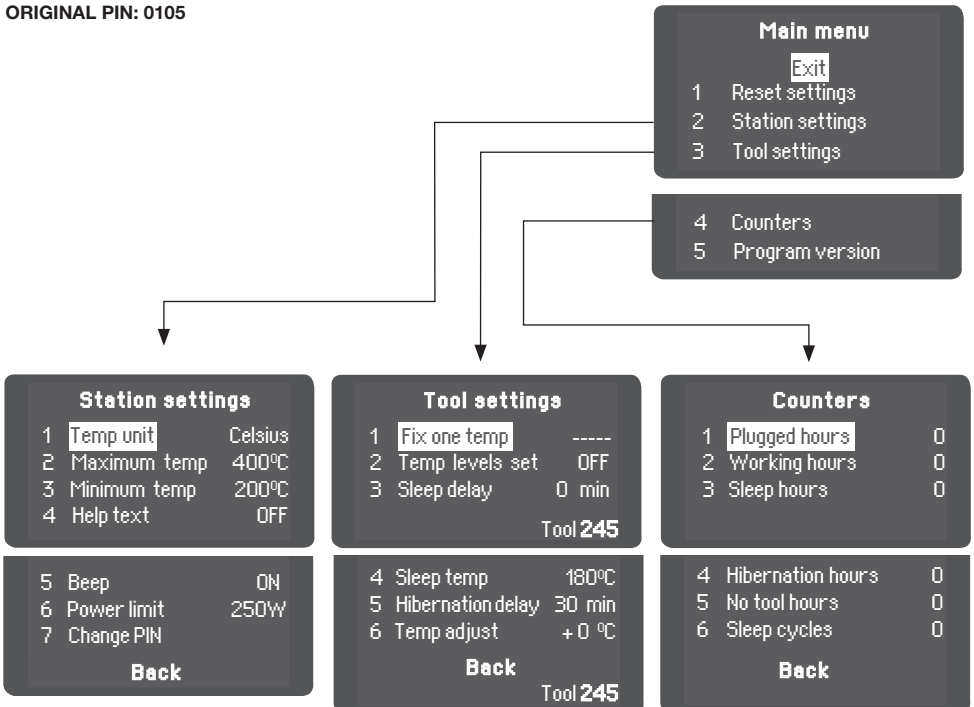 ORIGINAL PIN: 0105
Main menu
Exit
1 Reset settings
2 Station settings
3 Tool settings
4 Counters
5 Program version
Station settings
1 Temp unit Celsius
2 Maximum temp 400ºC
3 Minimum temp 200ºC
4 Help text OFF
5 Beep ON
6 Power limit 250W
7 Change PIN
Back
Tool settings
1 Fix one temp -----
2 Temp levels set OFF
3 Sleep delay 0 min
Tool 245
4 Sleep temp 180ºC
5 Hibernation delay 30 min
6 Temp adjust +0 ºC
Back
Tool 245
Counters
1 Plugged hours 0
2 Working hours 0
3 Sleep hours 0
4 Hibernation hours 0
5 No tool hours 0
6 Sleep cycles 0
Back